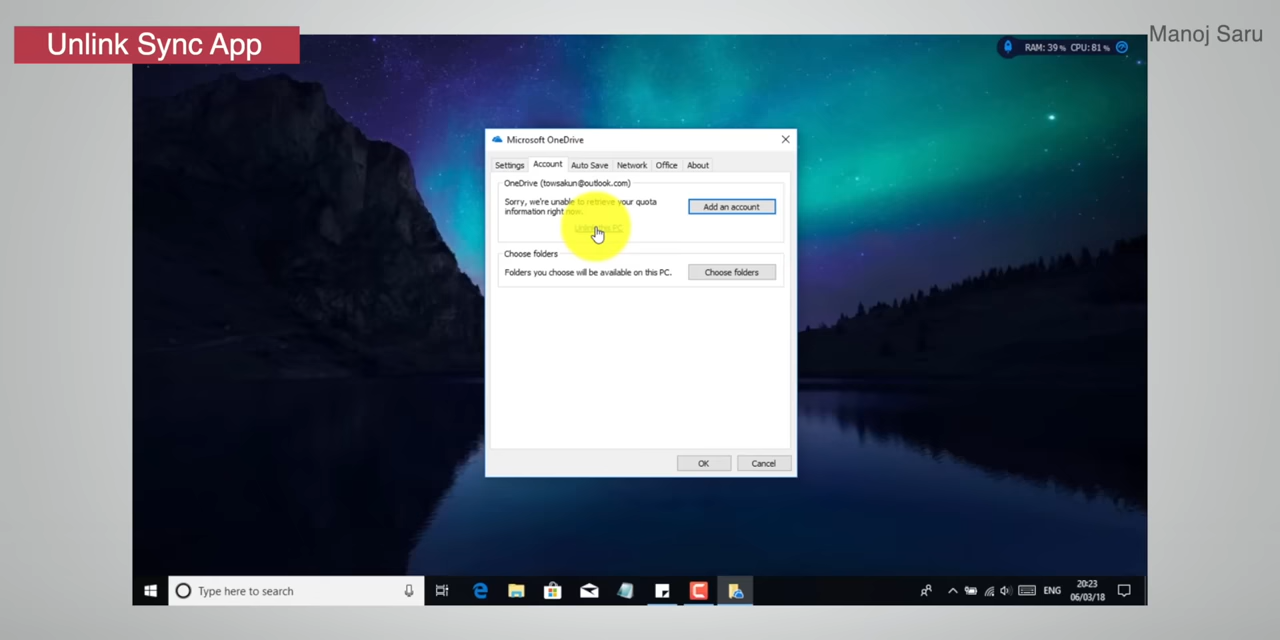 Unlink Sync App
Manoj Saru
RAM: 39% CPU: 81%
Microsoft OneDrive
Settings Account Auto Save Network Office About
OneDrive (towsakun@outlook.com)
Sorry, we're unable to retrieve your quota
information right now.
Add an account
Unlink this PC
Choose folders
Folders you choose will be available on this PC.
Choose folders
OK Cancel
Type here to search
ENG
20:23
06/03/18